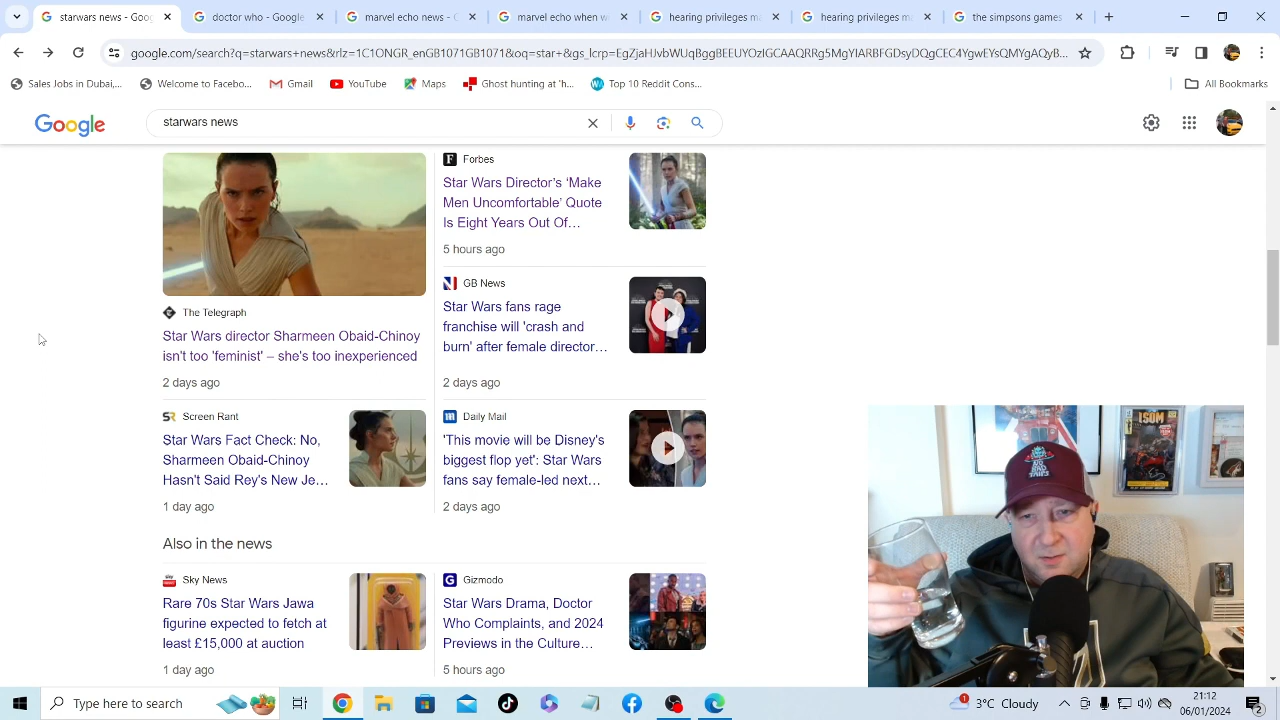 starwars news - Go
doctor who news - G
marvel echo news -
marvel echo when w
hearing privileges m
hearing privileges ma
the simpsons games
google.com/search?q=starwars+news&rlz=1C1ONGR_enGB1071GB1071&oq=star+&gs_lcrp=EgZjaHJvbWUqBggBEEUYOzIGCAAQRRg5MgYIARBFGDsyDQgCEC4YgwEYsQMYgAQyB...
Sales Jobs in Dubai,...
Welcome to Facebo...
Gmail
YouTube
Maps
Ghost hunting at 'h...
Top 10 Reddit Cons...
All Bookmarks
Google
starwars news
The Telegraph
Star Wars director Sharmeen Obaid-Chinoy
isn't too 'feminist' – she's too inexperienced
2 days ago
Forbes
Star Wars Director's 'Make
Men Uncomfortable' Quote
Is Eight Years Out Of...
5 hours ago
GB News
Star Wars fans rage
franchise will 'crash and
burn' after female director...
2 days ago
Screen Rant
Star Wars Fact Check: No,
Sharmeen Obaid-Chinoy
Hasn't Said Rey's New Je...
1 day ago
Daily Mail
'This movie will be Disney's
biggest flop yet': Star Wars
fans say female-led next...
2 days ago
Also in the news
Sky News
Rare 70s Star Wars Jawa
figurine expected to fetch at
least £15,000 at auction
1 day ago
Gizmodo
Star Wars Drama, Doctor
Who Complaints, and 2024
Previews in the Culture...
5 hours ago
ISOM
Type here to search
3°C Cloudy
21:12
06/01/2024